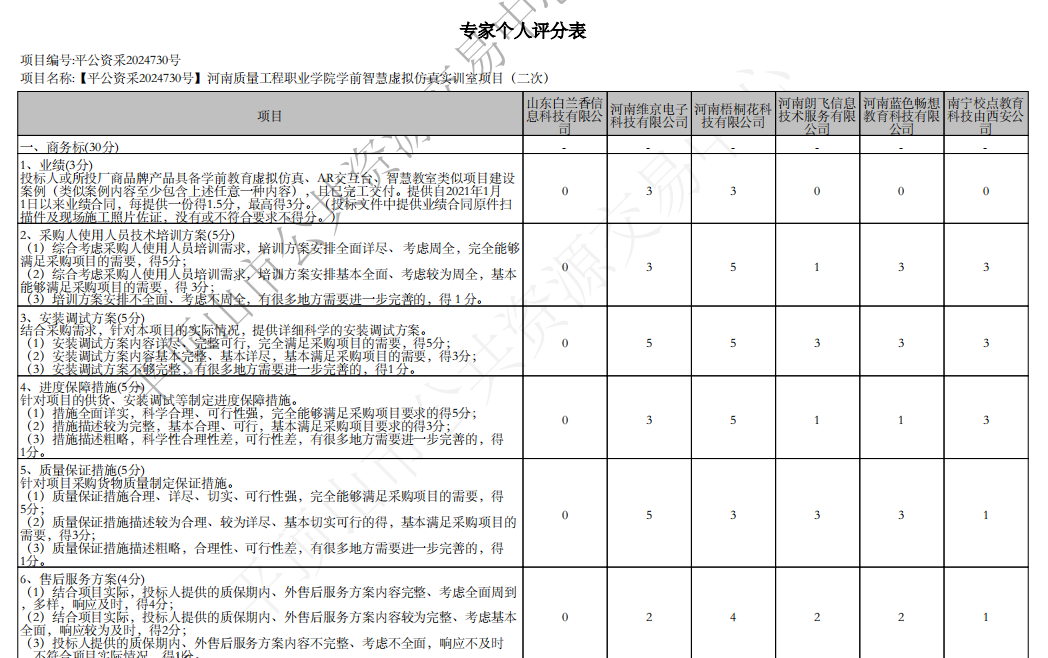 专家个人评分表
项目编号:平公资采2024730号
项目名称:【平公资采2024730号】河南质量工程职业学院学前智慧虚拟仿真实训室项目（二次）
项目
山东白兰香信
息科技有限公
司
河南维京电子
科技有限公司
河南梧桐花科
技有限公司
河南朗飞信息
技术服务有限
公司
河南蓝色畅想
教育科技有限
公司
南宁校点教育
科技由西安公
司
一、商务标(30分) - - - - - -
1、业绩(3分)
投标人或所投厂商品牌产品具备学前教育虚拟仿真、AR交互台、智慧教室类似项目建设
案例（类似案例内容至少包含上述任意一种内容），且已完工交付。提供自2021年1月
1日以来业绩合同，每提供一份得1.5分，最高得3分。（投标文件中提供业绩合同原件扫
描件及现场施工照片佐证，没有或不符合要求不得分。）
0 3 3 0 0 0
2、采购人使用人员技术培训方案(5分)
（1）综合考虑采购人使用人员培训需求，培训方案安排全面详尽、考虑周全，完全能够
满足采购项目的需要，得5分；
（2）综合考虑采购人使用人员培训需求，培训方案安排基本全面、考虑较为周全，基本
能够满足采购项目的需要，得 3分；
（3）培训方案安排不全面、考虑不周全，有很多地方需要进一步完善的，得 1 分。
0 3 5 1 3 3
3、安装调试方案(5分)
结合采购需求，针对本项目的实际情况，提供详细科学的安装调试方案。
（1）安装调试方案内容详尽、完整可行，完全满足采购项目的需要，得5分；
（2）安装调试方案内容基本完整、基本详尽，基本满足采购项目的需要，得3分；
（3）安装调试方案不够完整，有很多地方需要进一步完善的，得1 分。
0 5 5 3 3 3
4、进度保障措施(5分)
针对项目的供货、安装调试等制定进度保障措施。
（1）措施全面详实，科学合理、可行性强，完全能够满足采购项目要求的得5分；
（2）措施描述较为完整，基本合理、可行，基本满足采购项目要求的得3分；
（3）措施描述粗略，科学性合理性差，可行性差，有很多地方需要进一步完善的，得
1分。
0 3 5 1 1 3
5、质量保证措施(5分)
针对项目采购货物质量制定保证措施。
（1）质量保证措施合理、详尽、切实、可行性强，完全能够满足采购项目的需要，得
5分；
（2）质量保证措施描述较为合理、较为详尽、基本切实可行的得，基本满足采购项目的
需要，得3分；
（3）质量保证措施描述粗略，合理性、可行性差，有很多地方需要进一步完善的，得
1分。
0 5 3 3 3 1
6、售后服务方案(4分)
（1）结合项目实际，投标人提供的质保期内、外售后服务方案内容完整、考虑全面周到
，多样，响应及时，得4分；
（2）结合项目实际，投标人提供的质保期内、外售后服务方案内容较为完整、考虑基本
全面，响应较为及时，得2分；
（3）投标人提供的质保期内、外售后服务方案内容不完整、考虑不全面，响应不及时
，不符合项目实际情况，得1分。
0 2 4 2 2 1
平顶山市公共资源交易中心
平顶山市公共资源交易中心